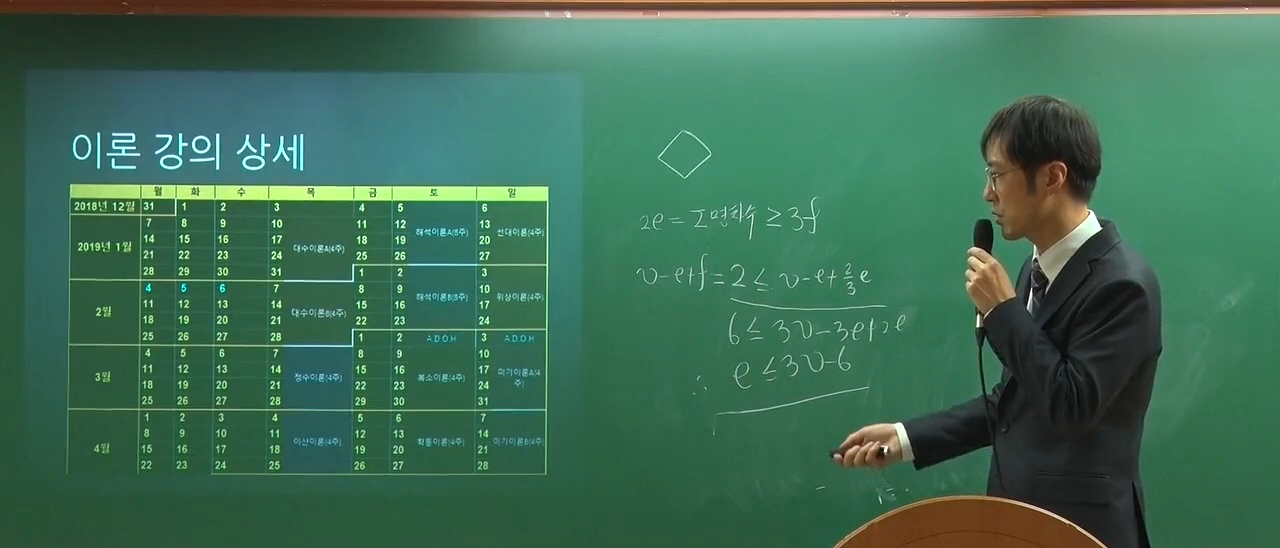 이론 강의 상세
월 화 수 목 금 토 일
2018년 12월 31 1 2 3 4 5 6
2019년 1월 7 8 9 10 11 12 13
14 15 16 17 18 19 20
21 22 23 24 25 26 27
28 29 30 31 1 2 3
대수이론A(4주) 해석이론A(8주) 선대이론(4주)
2월 4 5 6 7 8 9 10
11 12 13 14 15 16 17
18 19 20 21 22 23 24
25 26 27 28 1 2 3
대수이론B(4주) 해석이론B(8주) 위상이론(4주)
A.D.O.H A.D.O.H
3월 4 5 6 7 8 9 10
11 12 13 14 15 16 17
18 19 20 21 22 23 24
25 26 27 28 29 30 31
정수이론(4주) 복소이론(4주) 미기이론A(4주)
4월 1 2 3 4 5 6 7
8 9 10 11 12 13 14
15 16 17 18 19 20 21
22 23 24 25 26 27 28
이산이론(4주) 확통이론(4주) 미기이론B(4주)
2e = ≥ 3f
v-e+f = 2 ≤ v-e+2/3e
6 ≤ 3v-3e+2e
∴ e ≤ 3v-6